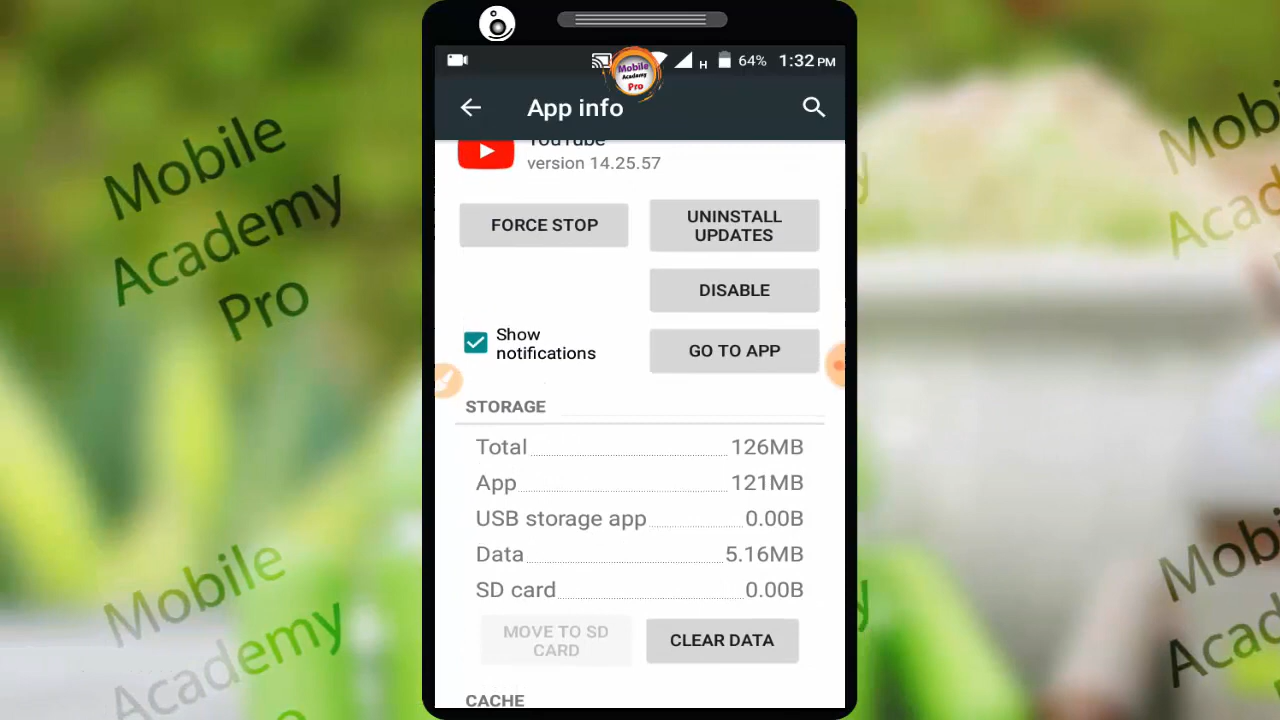 H 64% 1:32 PM
Mobile
Academy
Pro
App info
YouTube
version 14.25.57
FORCE STOP
UNINSTALL
UPDATES
DISABLE
Show
notifications
GO TO APP
STORAGE
Total 126MB
App 121MB
USB storage app 0.00B
Data 5.16MB
SD card 0.00B
MOVE TO SD
CARD
CLEAR DATA
CACHE
Mobile
Academy
Pro
Mobile
Academy